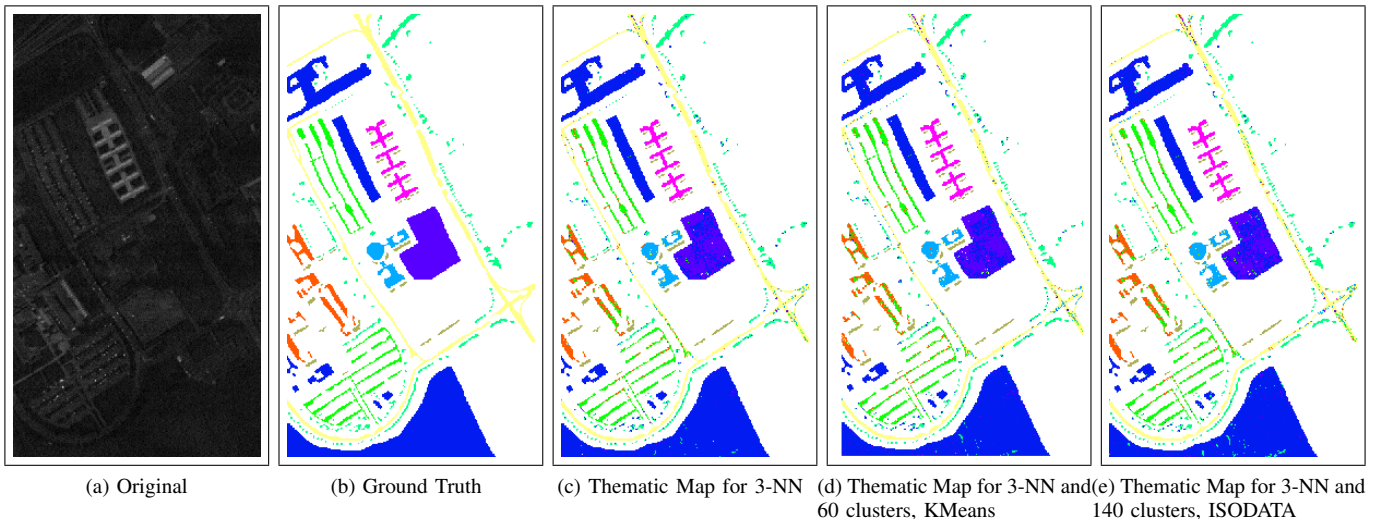 (a) Original
(b) Ground Truth
(c) Thematic Map for 3-NN
(d) Thematic Map for 3-NN and
60 clusters, KMeans
(e) Thematic Map for 3-NN and
140 clusters, ISODATA